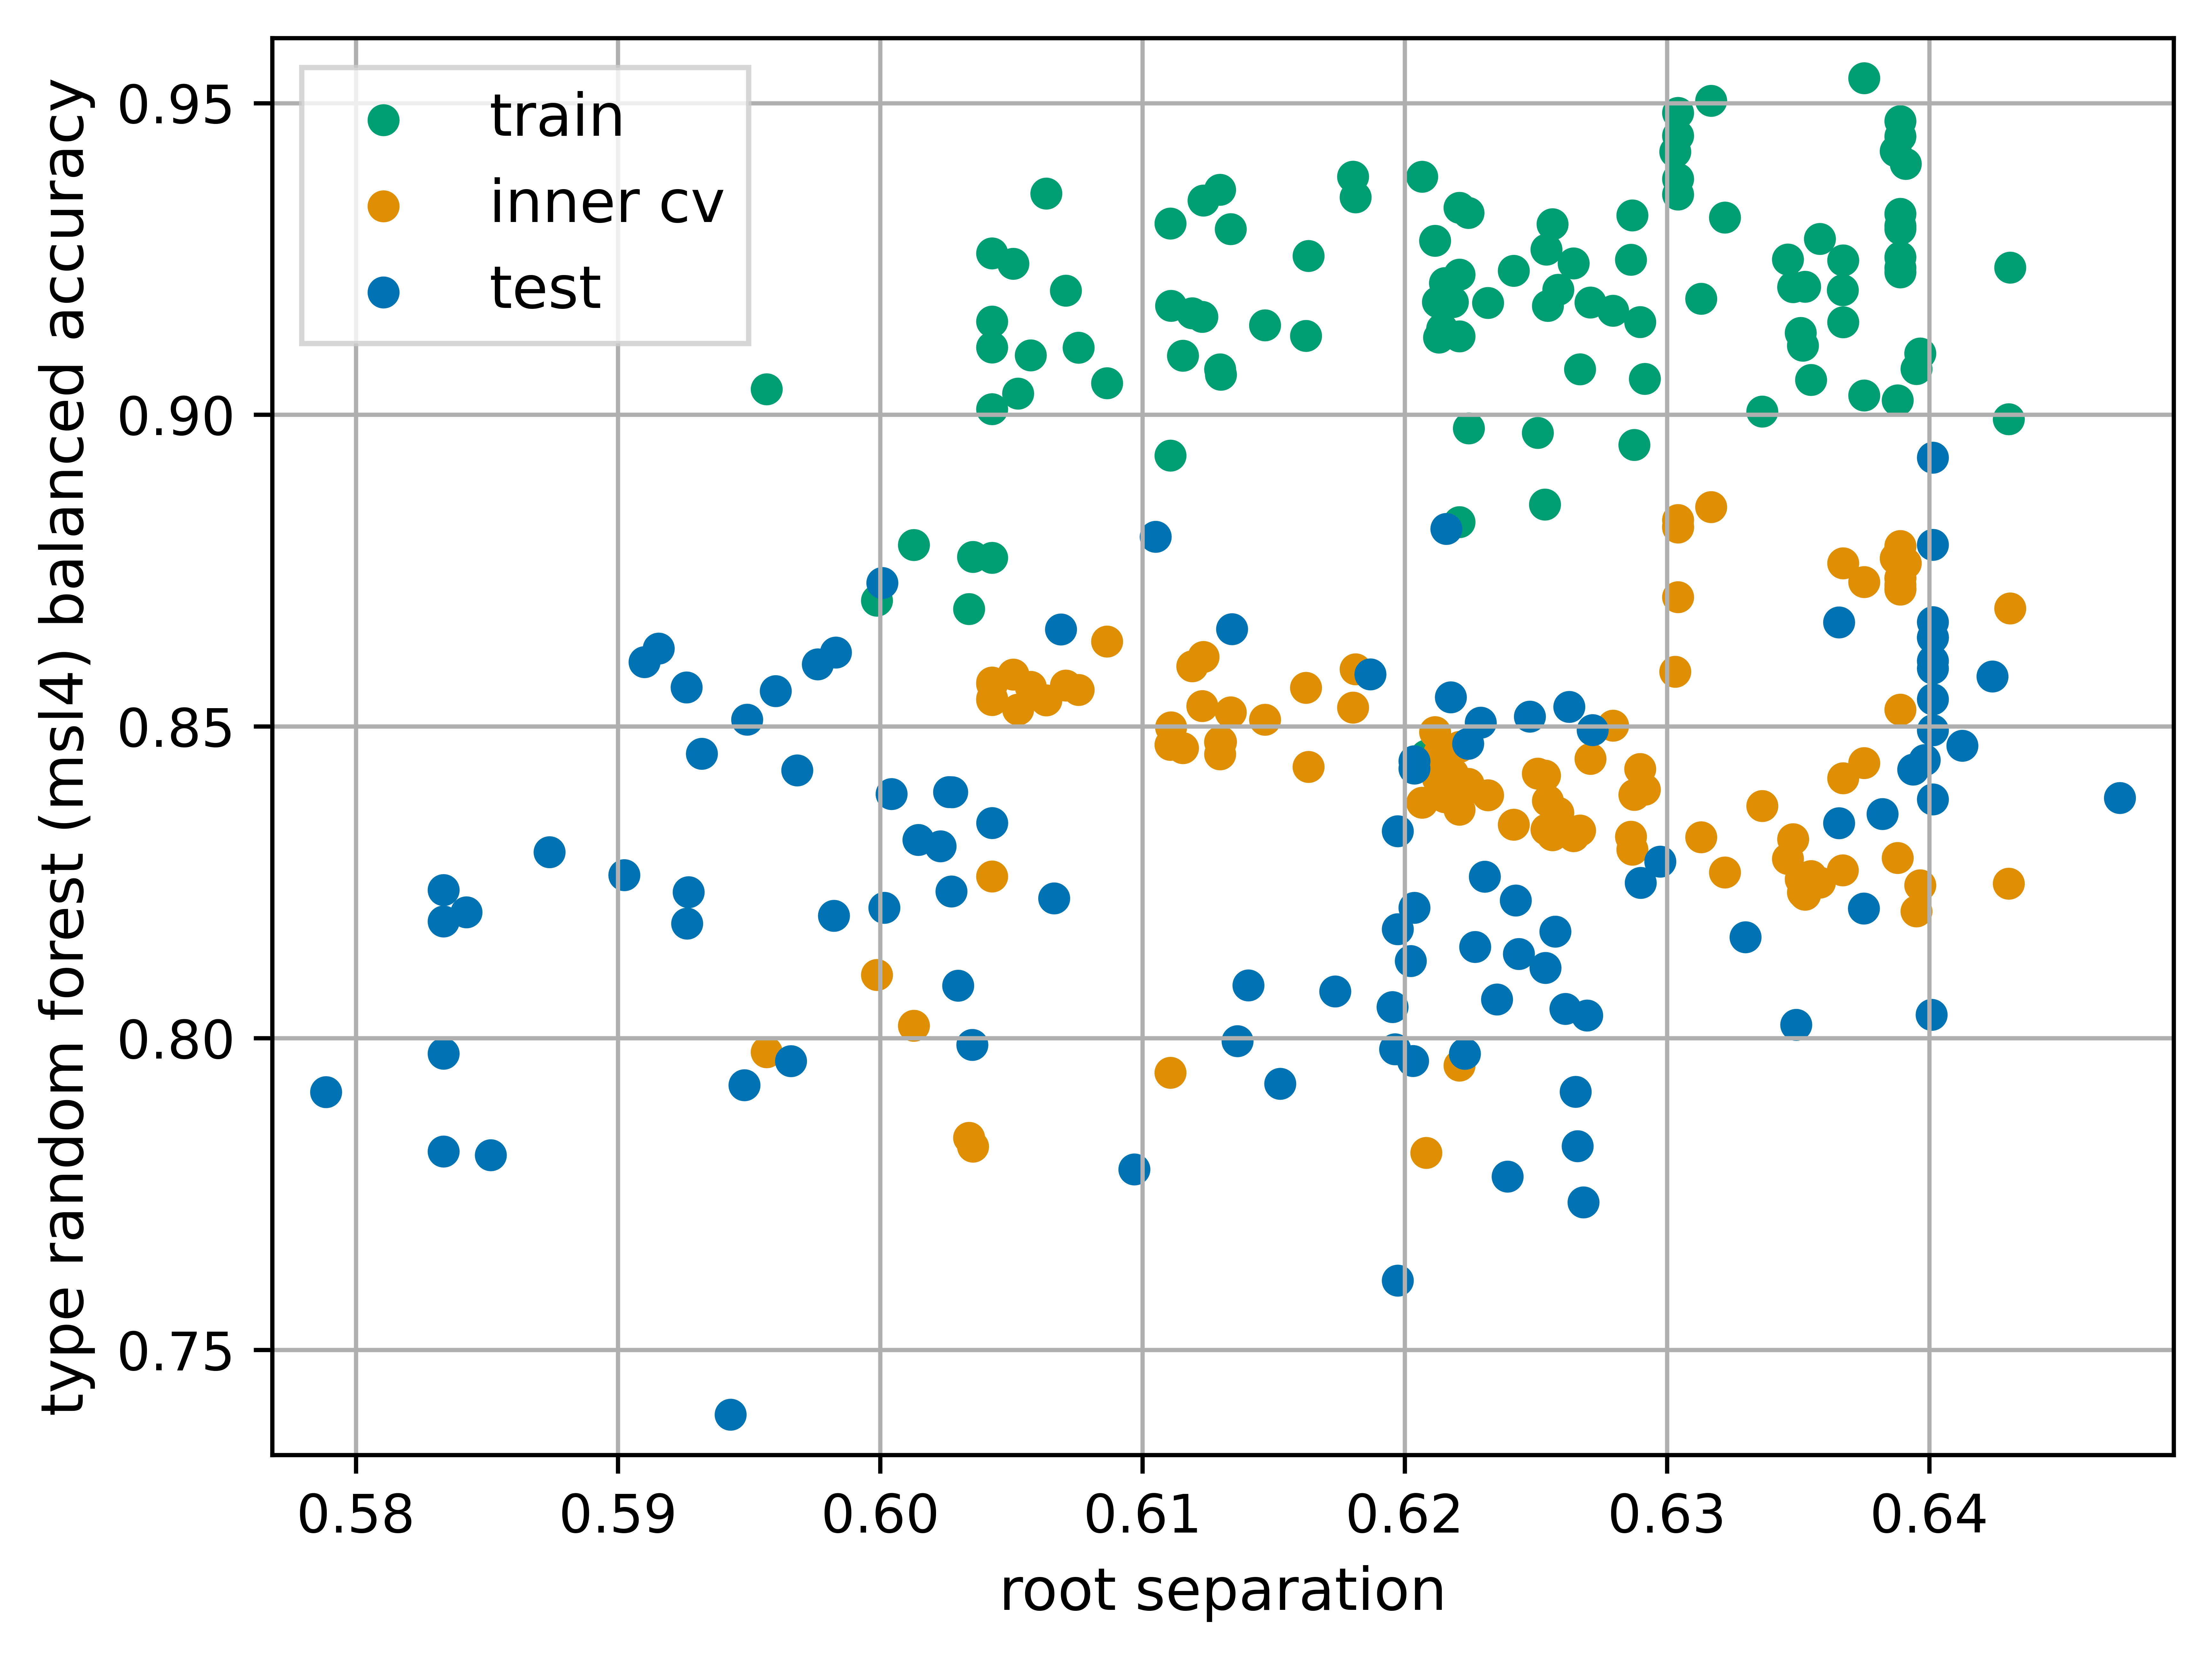 train
inner cv
test
type random forest (msl4) balanced accuracy
0.95
0.90
0.85
0.80
0.75
0.58 0.59 0.60 0.61 0.62 0.63 0.64
root separation